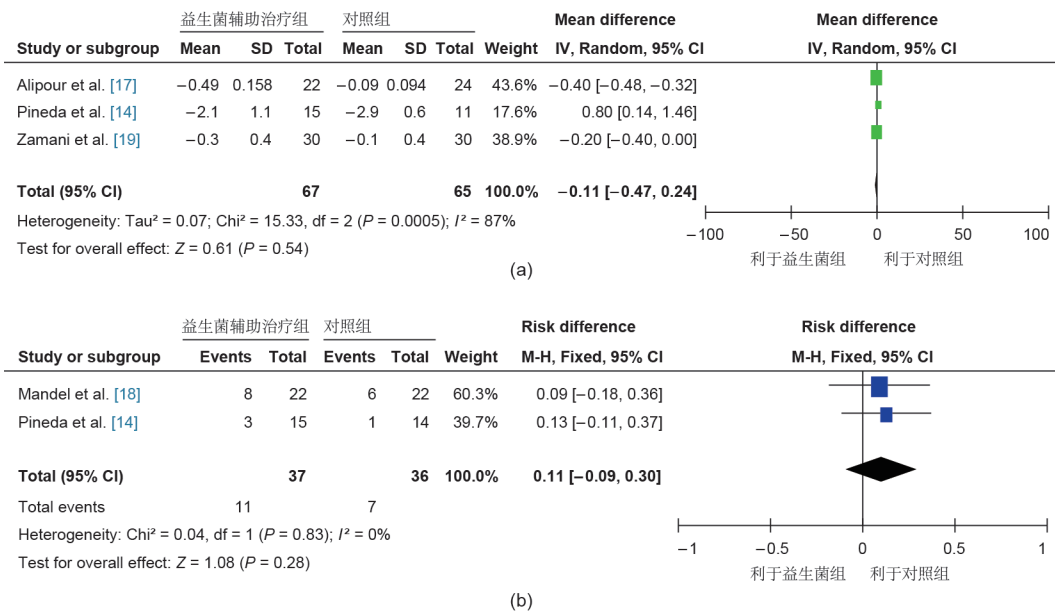 益生菌辅助治疗组 对照组 Mean difference Mean difference
Study or subgroup Mean SD Total Mean SD Total Weight IV, Random, 95% CI IV, Random, 95% CI
Alipour et al. [17] −0.49 0.158 22 −0.09 0.094 24 43.6% −0.40 [−0.48, −0.32]
Pineda et al. [14] −2.1 1.1 15 −2.9 0.6 11 17.6% 0.80 [0.14, 1.46]
Zamani et al. [19] −0.3 0.4 30 −0.1 0.4 30 38.9% −0.20 [−0.40, 0.00]
Total (95% CI) 67 65 100.0% −0.11 [−0.47, 0.24]
Heterogeneity: Tau² = 0.07; Chi² = 15.33, df = 2 (P = 0.0005); I² = 87%
Test for overall effect: Z = 0.61 (P = 0.54)
−100 −50 0 50 100
利于益生菌组 利于对照组
(a)
益生菌辅助治疗组 对照组 Risk difference Risk difference
Study or subgroup Events Total Events Total Weight M-H, Fixed, 95% CI M-H, Fixed, 95% CI
Mandel et al. [18] 8 22 6 22 60.3% 0.09 [−0.18, 0.36]
Pineda et al. [14] 3 15 1 14 39.7% 0.13 [−0.11, 0.37]
Total (95% CI) 37 36 100.0% 0.11 [−0.09, 0.30]
Total events 11 7
Heterogeneity: Chi² = 0.04, df = 1 (P = 0.83); I² = 0%
Test for overall effect: Z = 1.08 (P = 0.28)
−1 −0.5 0 0.5 1
利于益生菌组 利于对照组
(b)